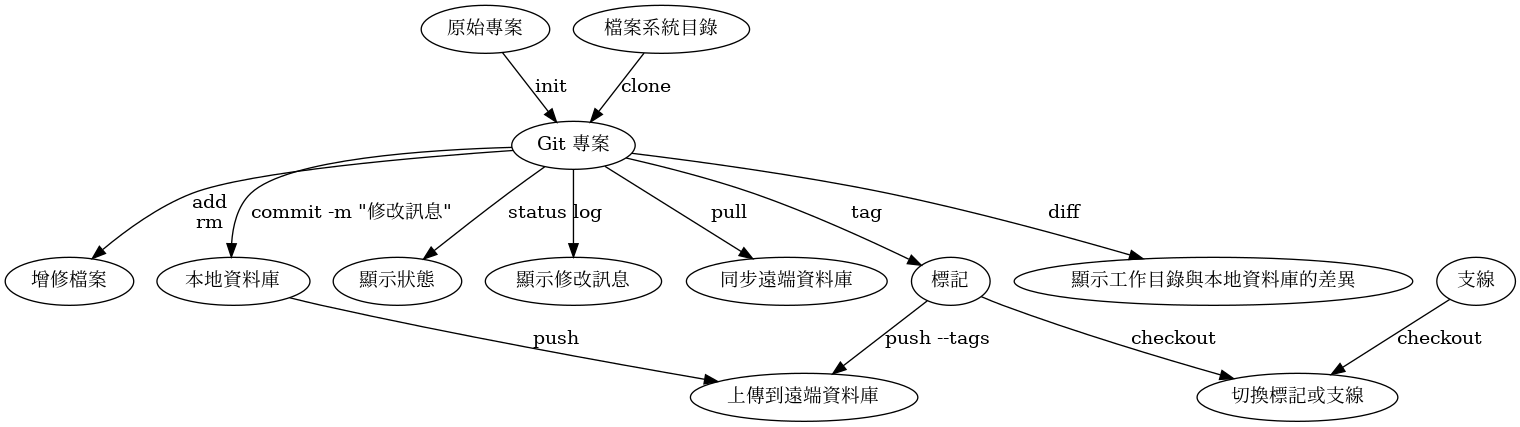 原始專案
檔案系統目錄
init
clone
Git 專案
add
rm
commit -m "修改訊息"
status
log
pull
tag
diff
增修檔案
本地資料庫
顯示狀態
顯示修改訊息
同步遠端資料庫
標記
顯示工作目錄與本地資料庫的差異
支線
push
push --tags
checkout
checkout
上傳到遠端資料庫
切換標記或支線